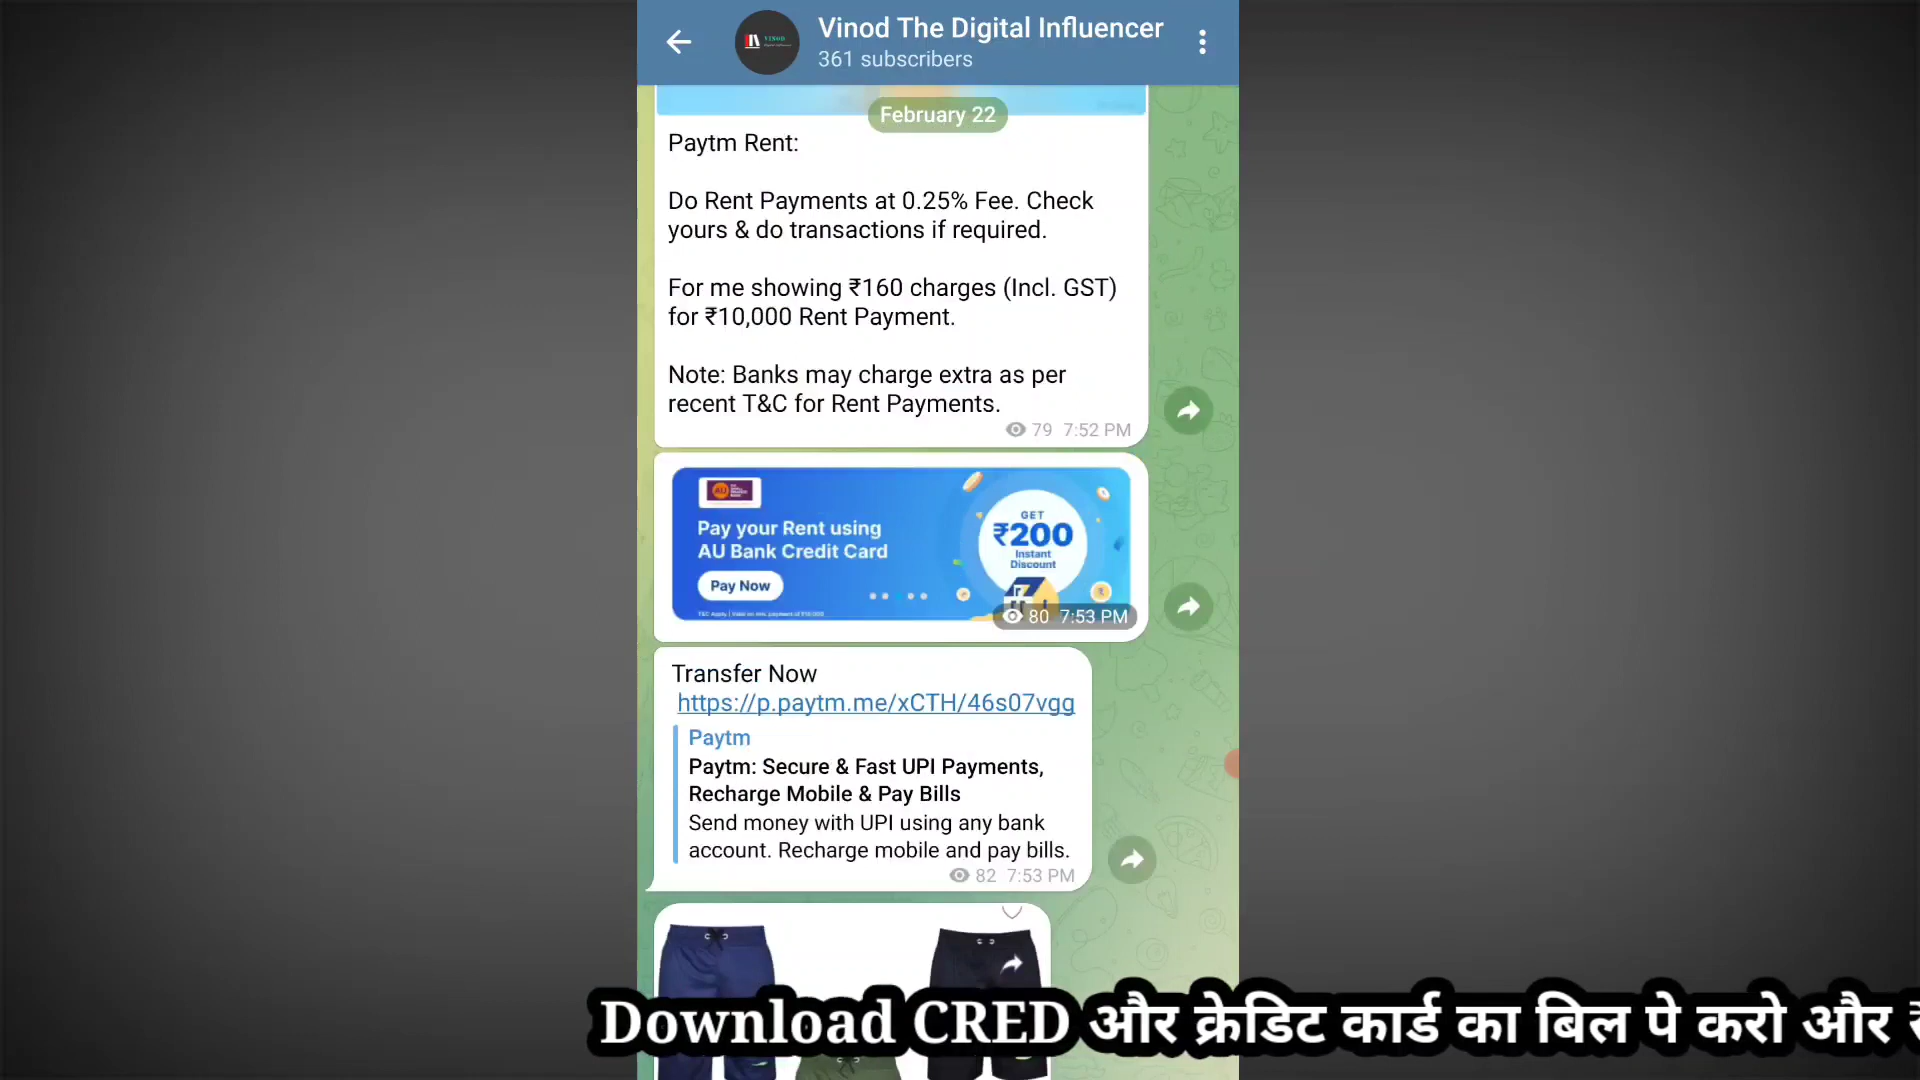 Vinod The Digital Influencer
361 subscribers
February 22
Paytm Rent:
Do Rent Payments at 0.25% Fee. Check
yours & do transactions if required.
For me showing ₹160 charges (Incl. GST)
for ₹10,000 Rent Payment.
Note: Banks may charge extra as per
recent T&C for Rent Payments.
79 7:52 PM
AU
Pay your Rent using
AU Bank Credit Card
Pay Now
GET
₹200
Instant
Discount
80 7:53 PM
Transfer Now
https://p.paytm.me/xCTH/46s07vgg
Paytm
Paytm: Secure & Fast UPI Payments,
Recharge Mobile & Pay Bills
Send money with UPI using any bank
account. Recharge mobile and pay bills.
82 7:53 PM
Download CRED और क्रेडिट कार्ड का बिल पे करो और